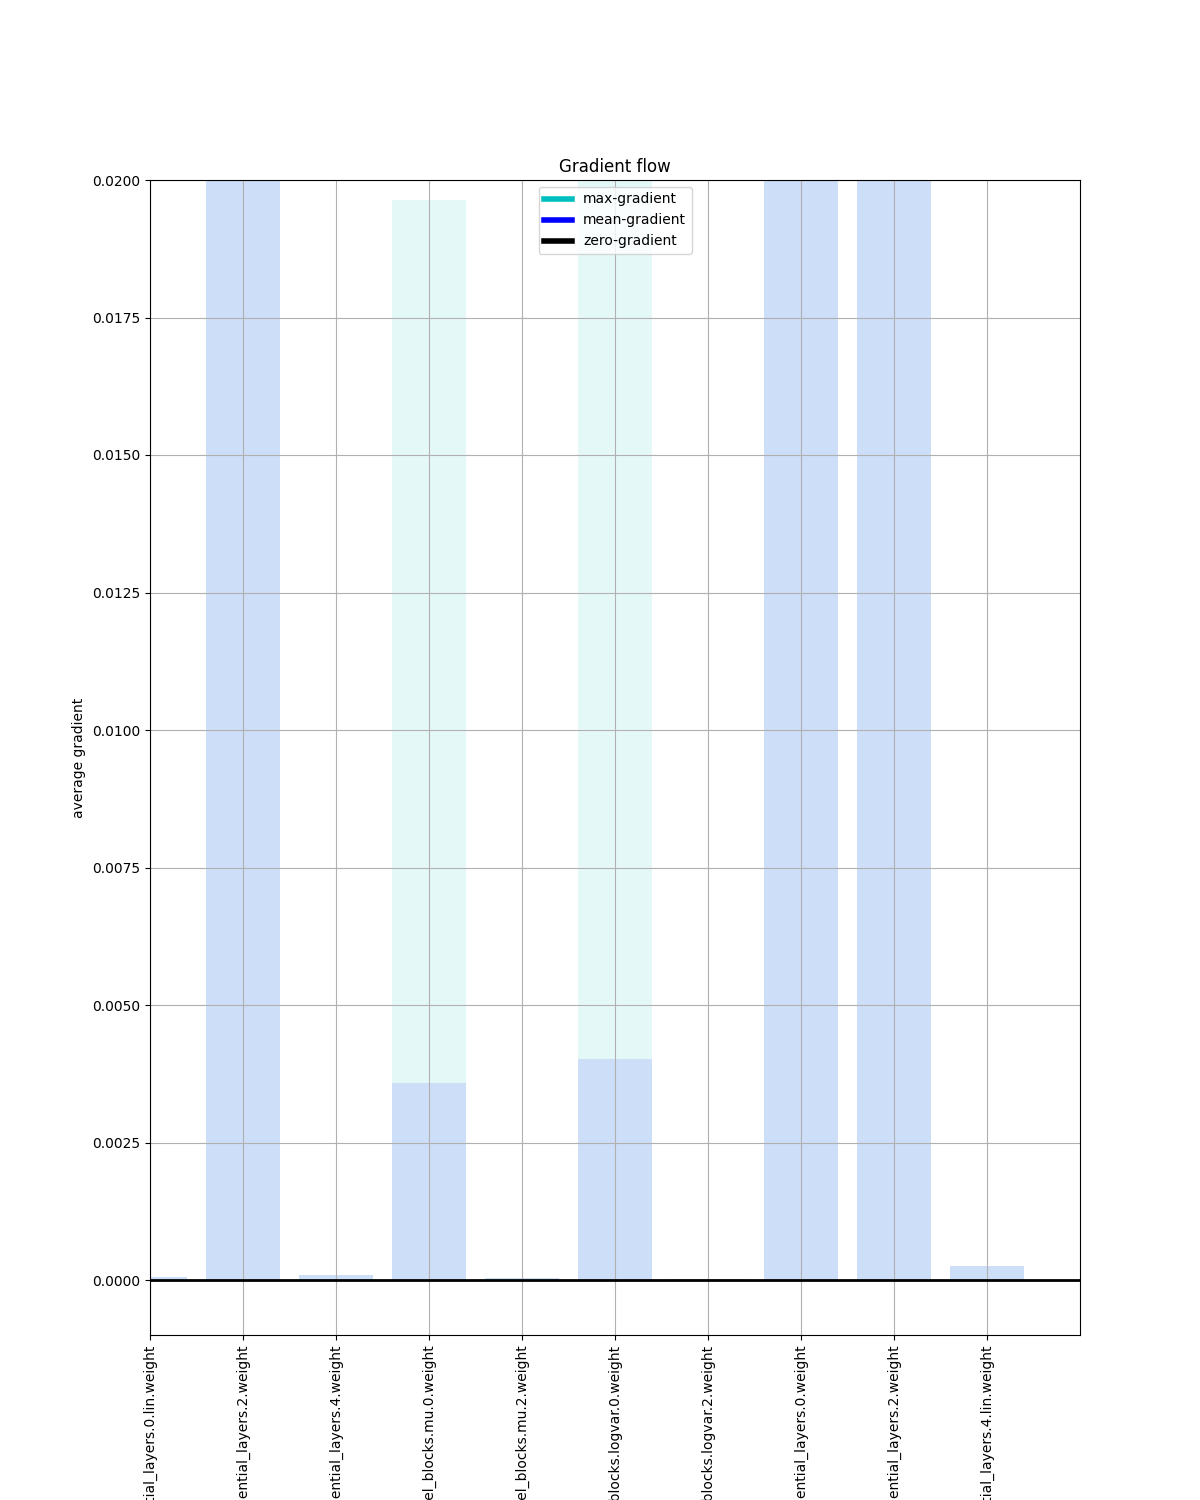 Gradient flow
max-gradient
mean-gradient
zero-gradient
0.0200
0.0175
0.0150
0.0125
0.0100
0.0075
0.0050
0.0025
0.0000
average gradient
tial_layers.0.lin.weight
ential_layers.2.weight
ential_layers.4.weight
el_blocks.mu.0.weight
el_blocks.mu.2.weight
blocks.logvar.0.weight
blocks.logvar.2.weight
ential_layers.0.weight
ential_layers.2.weight
tial_layers.4.lin.weight